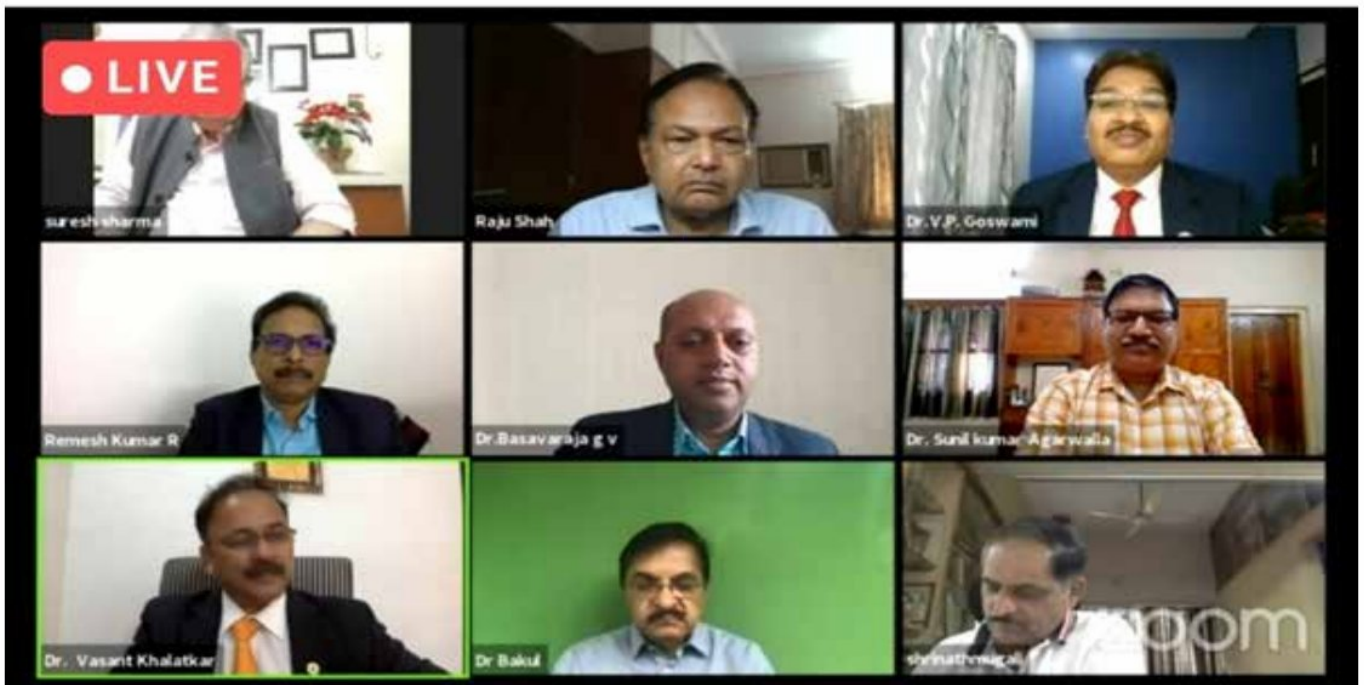 LIVE
suresh sharma
Raju Shah
Dr.V.P. Goswami
Remesh Kumar R
Dr.Basavaraja g v
Dr. Sunil kumar Agarwalla
Dr. Vasant Khalatkar
Dr Bakul
shrinathmugali
zoom